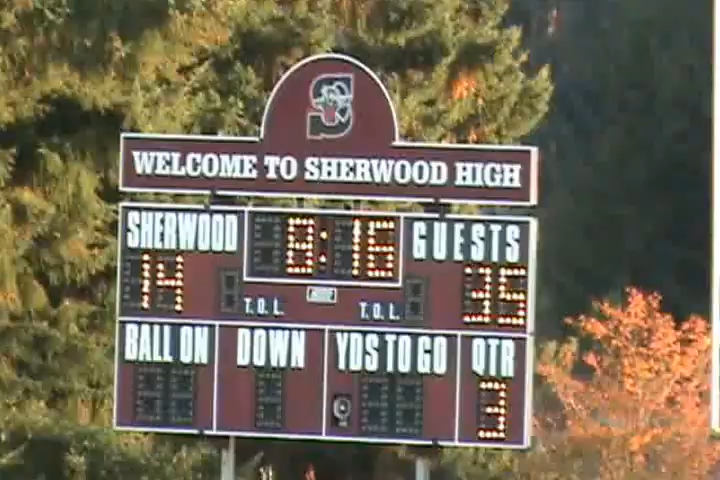 S
WELCOME TO SHERWOOD HIGH
SHERWOOD 8:16 GUESTS
14 T.O.L. T.O.L. 35
BALL ON DOWN YDS TO GO QTR
3